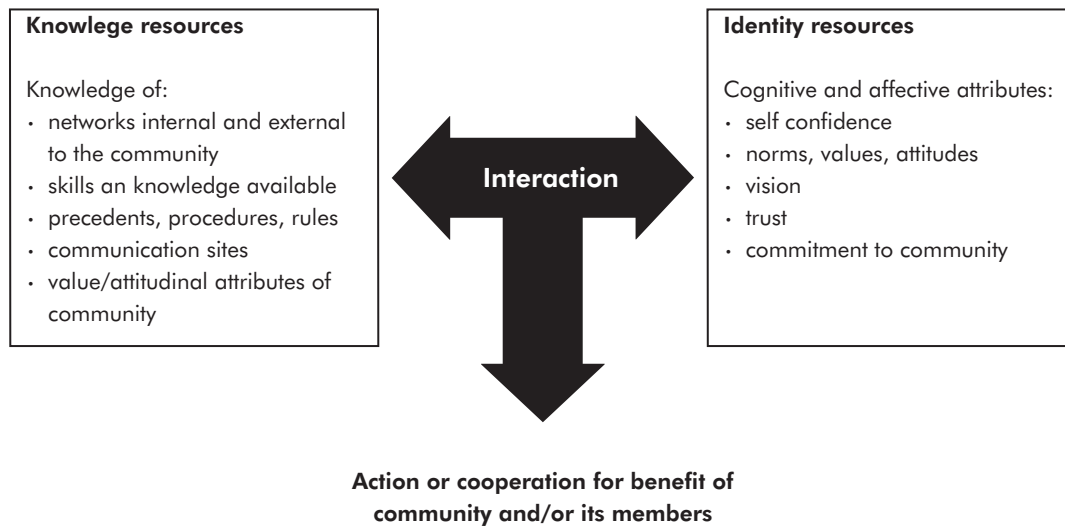 Knowlege resources
Knowledge of:
· networks internal and external
to the community
· skills an knowledge available
· precedents, procedures, rules
· communication sites
· value/attitudinal attributes of
community
Interaction
Identity resources
Cognitive and affective attributes:
· self confidence
· norms, values, attitudes
· vision
· trust
· commitment to community
Action or cooperation for benefit of
community and/or its members